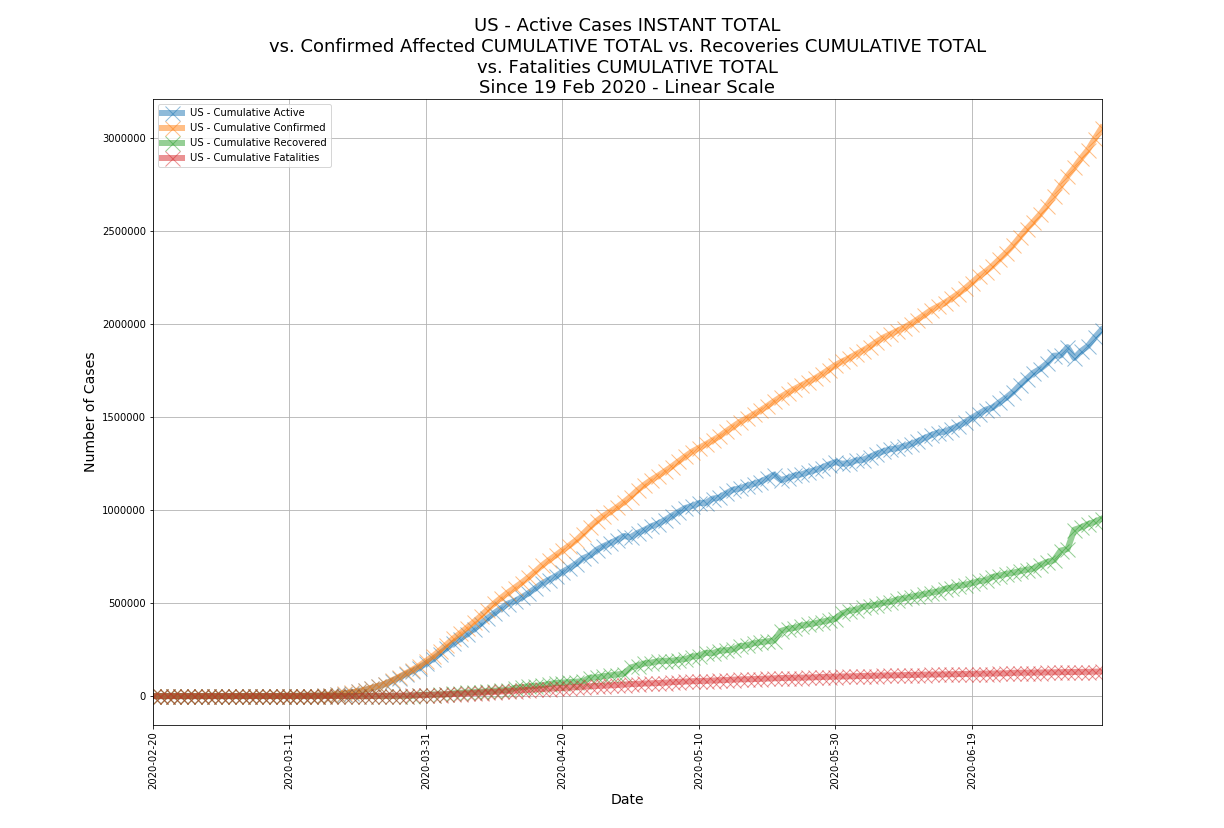 US - Active Cases INSTANT TOTAL
vs. Confirmed Affected CUMULATIVE TOTAL vs. Recoveries CUMULATIVE TOTAL
vs. Fatalities CUMULATIVE TOTAL
Since 19 Feb 2020 - Linear Scale
US - Cumulative Active
US - Cumulative Confirmed
US - Cumulative Recovered
US - Cumulative Fatalities
Number of Cases
3000000
2500000
2000000
1500000
1000000
500000
0
2020-02-20
2020-03-11
2020-03-31
2020-04-20
2020-05-10
2020-05-30
2020-06-19
Date